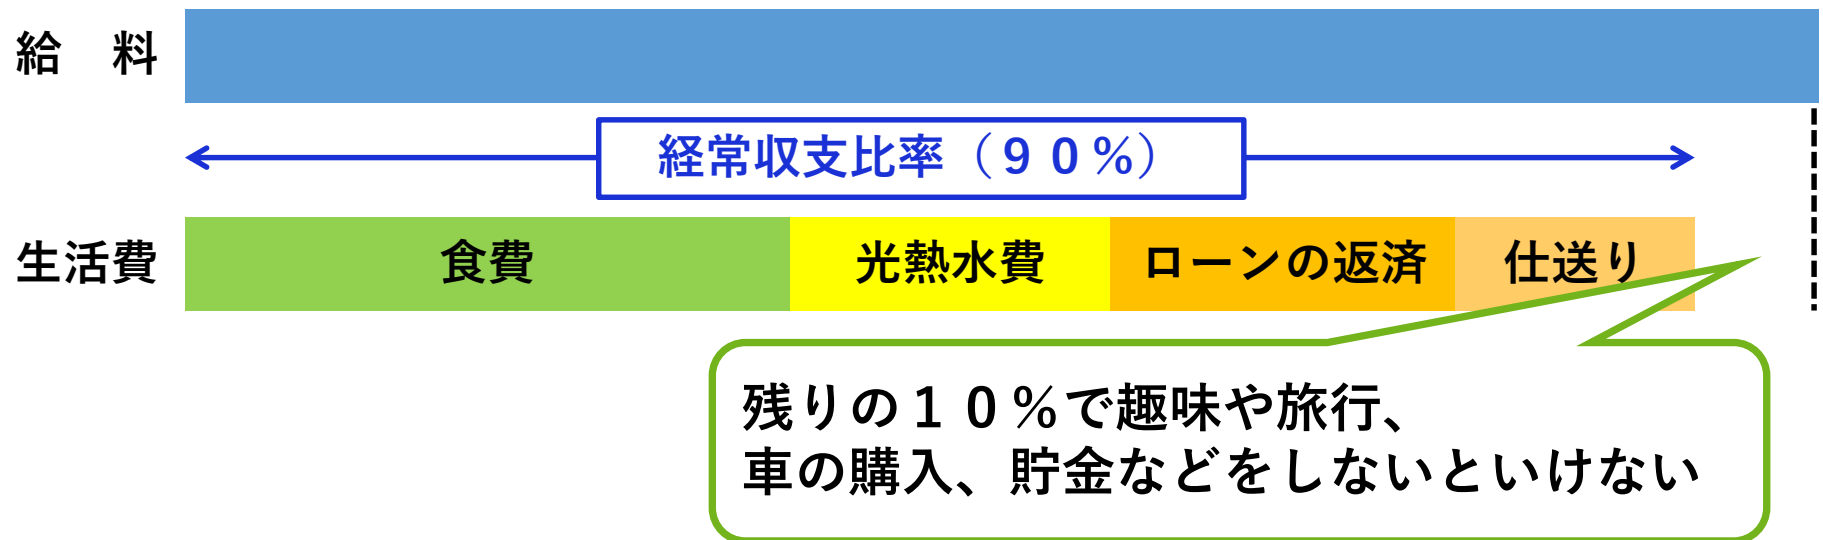 給　料
経常収支比率（９０％）
生活費
食費
光熱水費
ローンの返済
仕送り
残りの１０％で趣味や旅行、
車の購入、貯金などをしないといけない